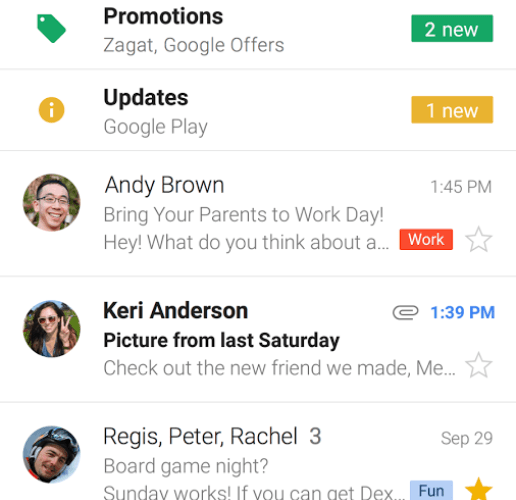 Promotions
Zagat, Google Offers
2 new
Updates
Google Play
1 new
Andy Brown
1:45 PM
Bring Your Parents to Work Day!
Hey! What do you think about a...
Work
Keri Anderson
1:39 PM
Picture from last Saturday
Check out the new friend we made, Me...
Regis, Peter, Rachel 3
Sep 29
Board game night?
Sunday works! If you can get Dex...
Fun